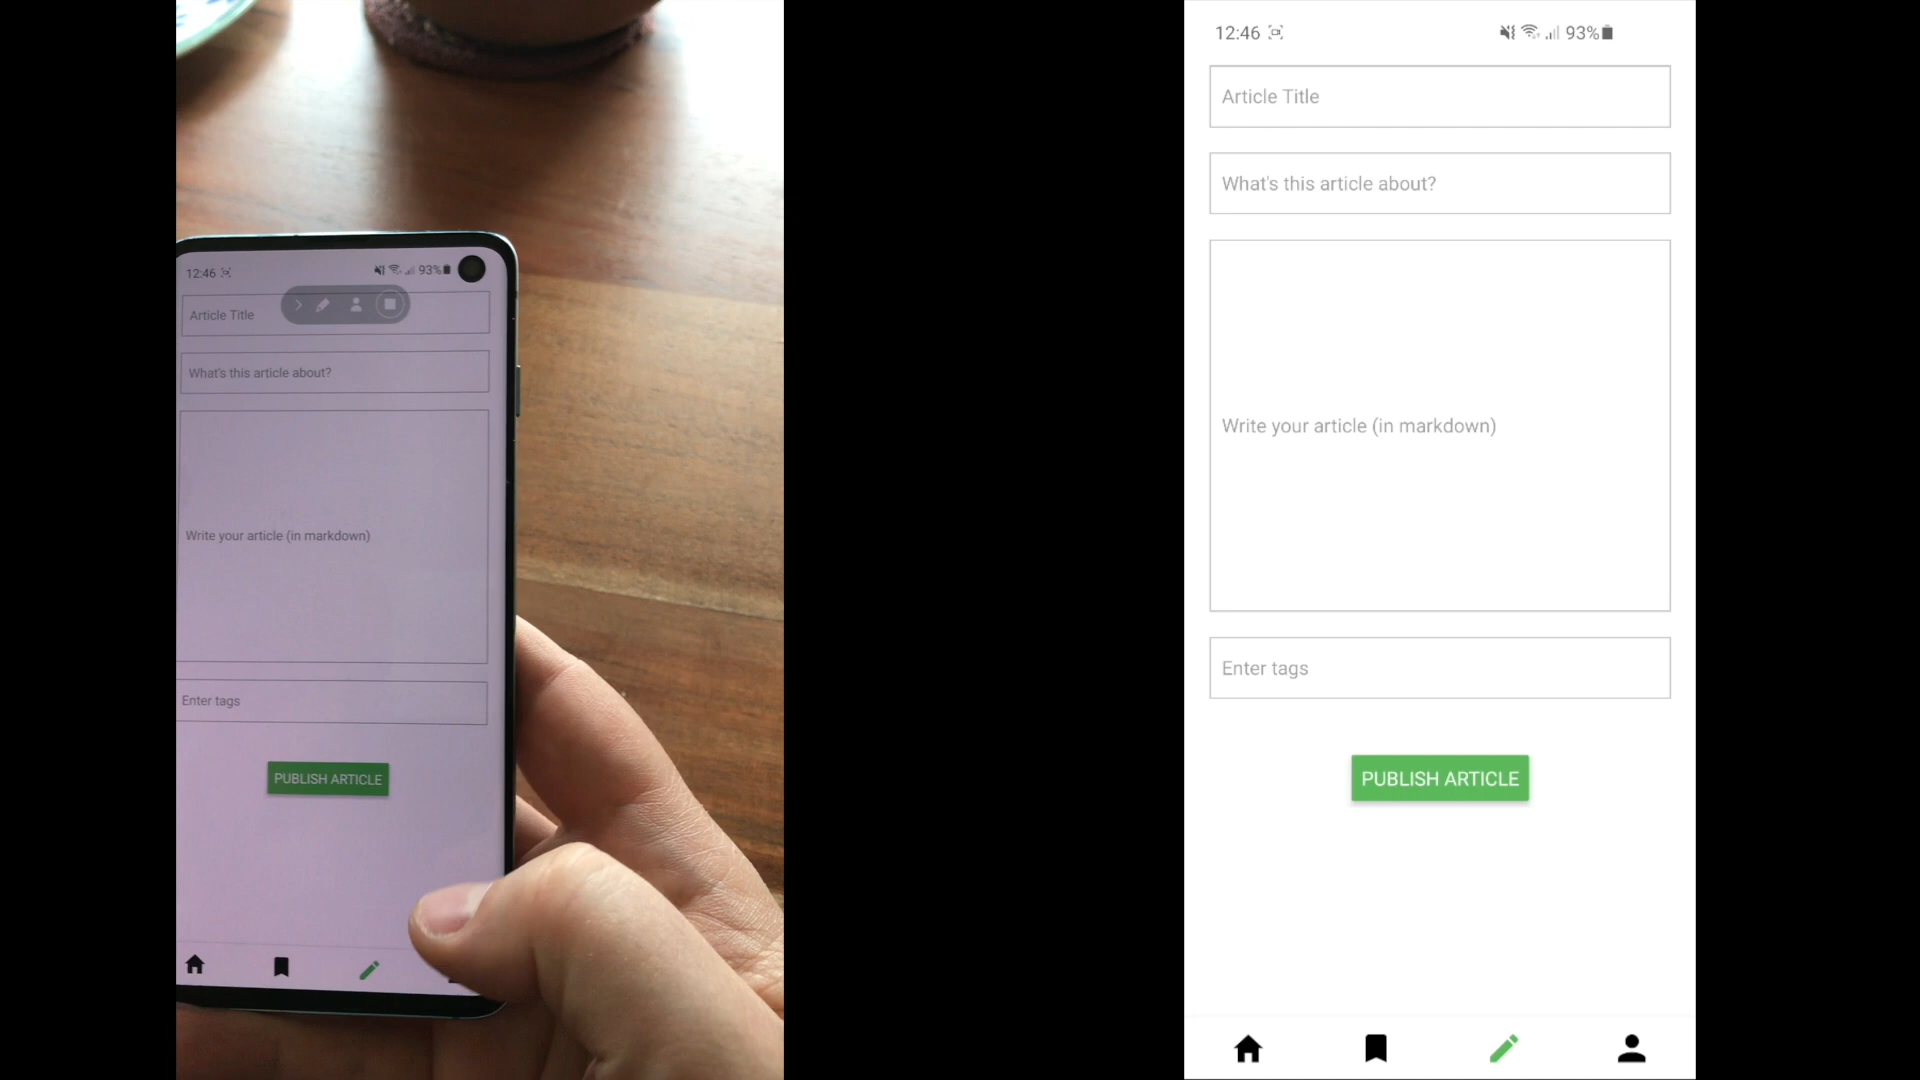 12:46 93%
Article Title
What's this article about?
Write your article (in markdown)
Enter tags
PUBLISH ARTICLE
12:46 93%
Article Title
What's this article about?
Write your article (in markdown)
Enter tags
PUBLISH ARTICLE